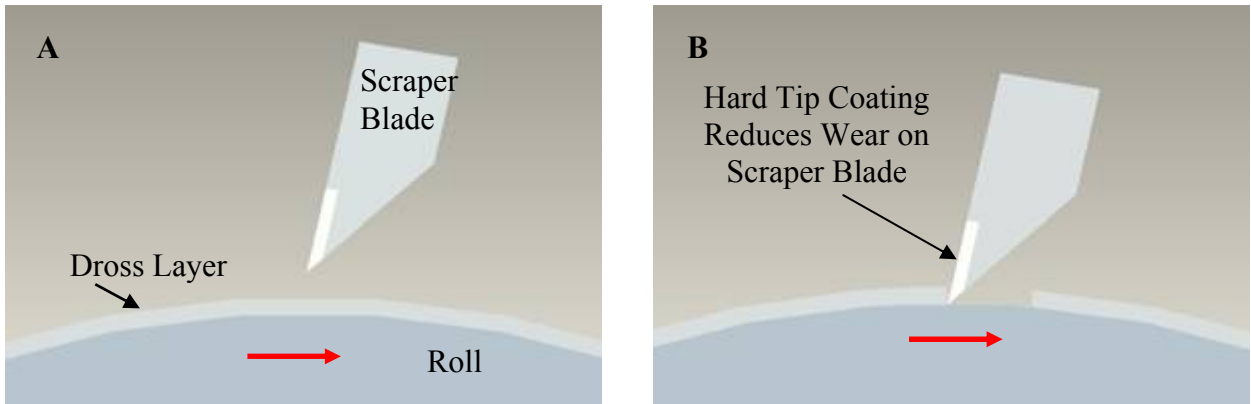 A
Scraper
Blade
Dross Layer
Roll
B
Hard Tip Coating
Reduces Wear on
Scraper Blade